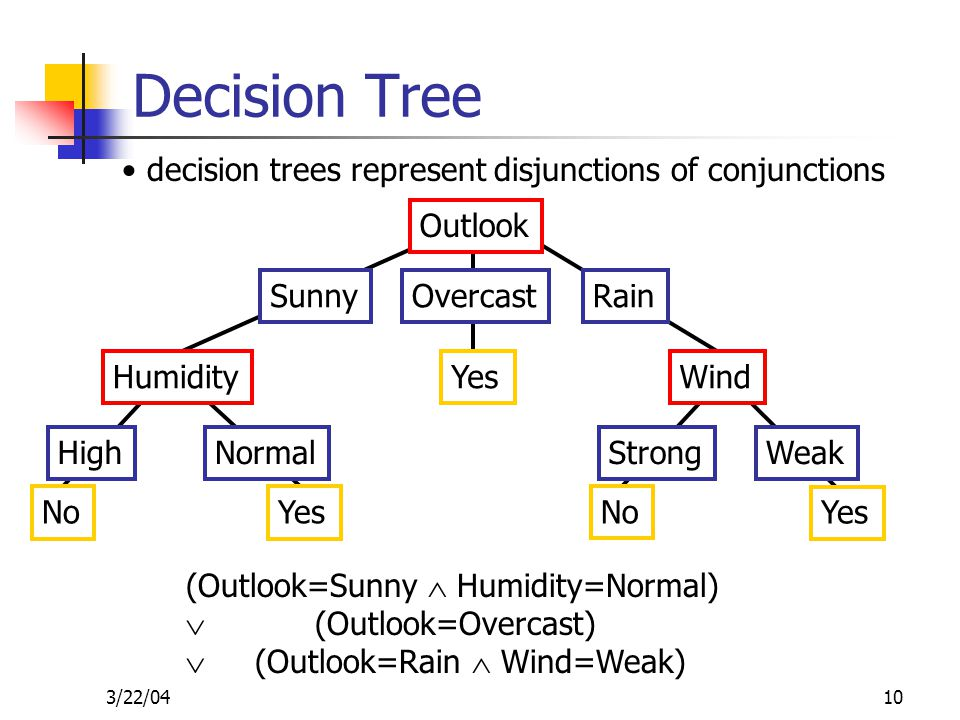 Decision Tree
• decision trees represent disjunctions of conjunctions
Outlook
Sunny Overcast Rain
Humidity Yes Wind
High Normal Strong Weak
No Yes No Yes
(Outlook=Sunny ∧ Humidity=Normal)
∨ (Outlook=Overcast)
∨ (Outlook=Rain ∧ Wind=Weak)
3/22/04 10